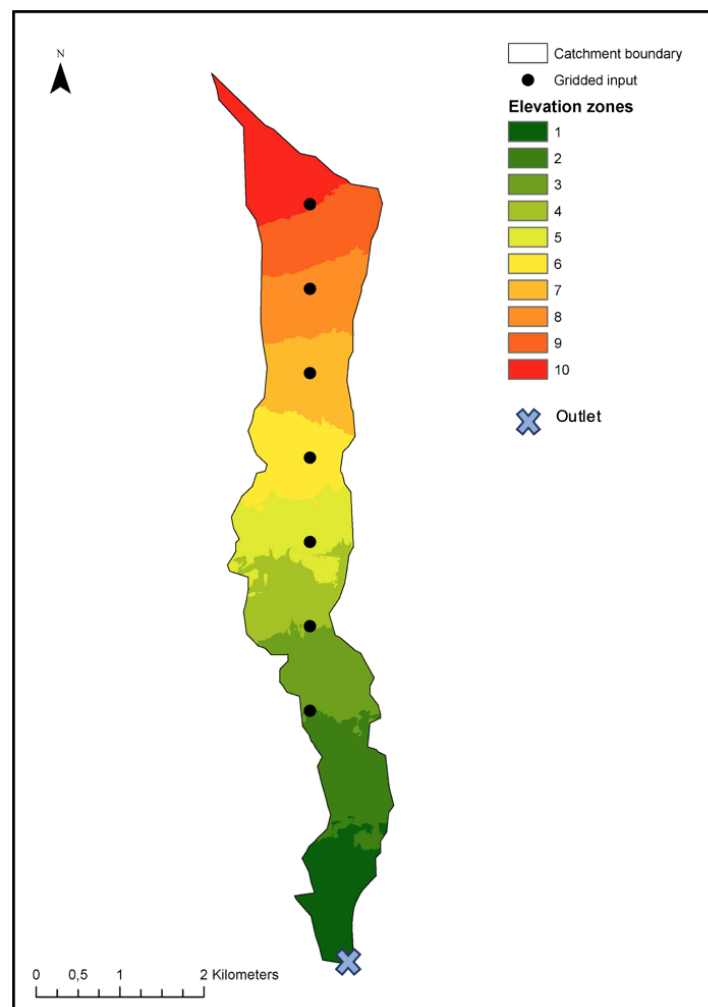 N
Catchment boundary
Gridded input
Elevation zones
1
2
3
4
5
6
7
8
9
10
Outlet
0 0,5 1 2 Kilometers